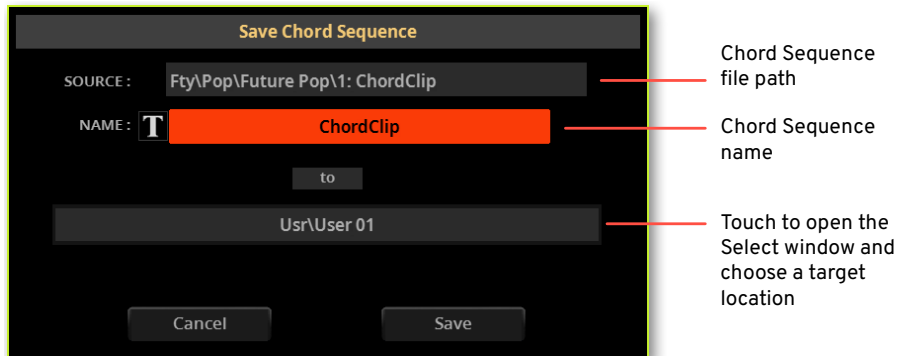 Save Chord Sequence
SOURCE : Fty\Pop\Future Pop\1: ChordClip
Chord Sequence
file path
NAME : T ChordClip
Chord Sequence
name
to
Usr\User 01
Touch to open the
Select window and
choose a target
location
Cancel Save